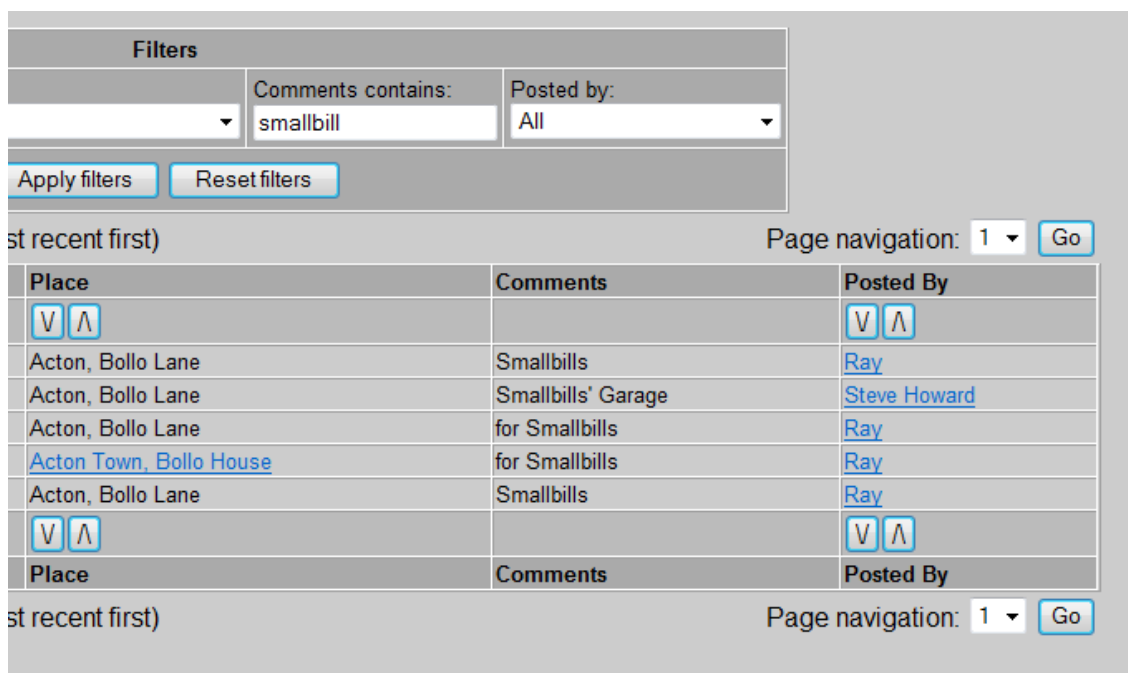 Filters
Comments contains: Posted by:
smallbill All
Apply filters Reset filters
st recent first) Page navigation: 1 Go
Place Comments Posted By
\/ /\ \/ /\
Acton, Bollo Lane Smallbills Ray
Acton, Bollo Lane Smallbills' Garage Steve Howard
Acton, Bollo Lane for Smallbills Ray
Acton Town, Bollo House for Smallbills Ray
Acton, Bollo Lane Smallbills Ray
\/ /\ \/ /\
Place Comments Posted By
st recent first) Page navigation: 1 Go